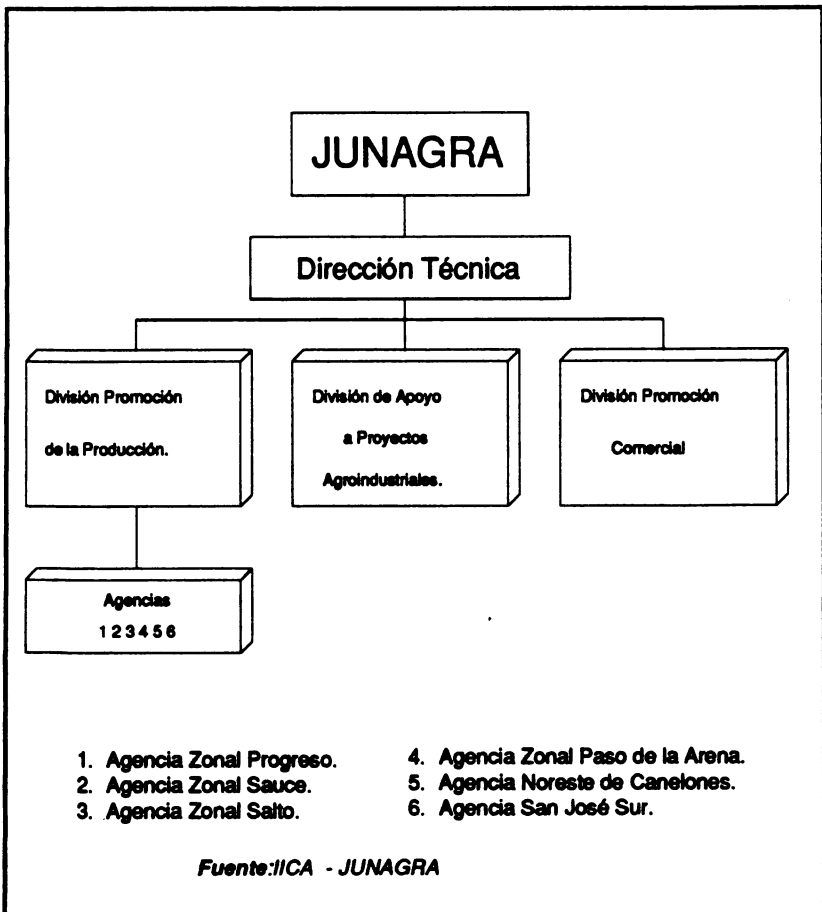 JUNAGRA
Dirección Técnica
División Promoción
de la Producción.
División de Apoyo
a Proyectos
Agroindustriales.
División Promoción
Comercial
Agencias
1 2 3 4 5 6
1. Agencia Zonal Progreso.
2. Agencia Zonal Sauce.
3. Agencia Zonal Salto.
4. Agencia Zonal Paso de la Arena.
5. Agencia Noreste de Canelones.
6. Agencia San José Sur.
Fuente:IICA - JUNAGRA